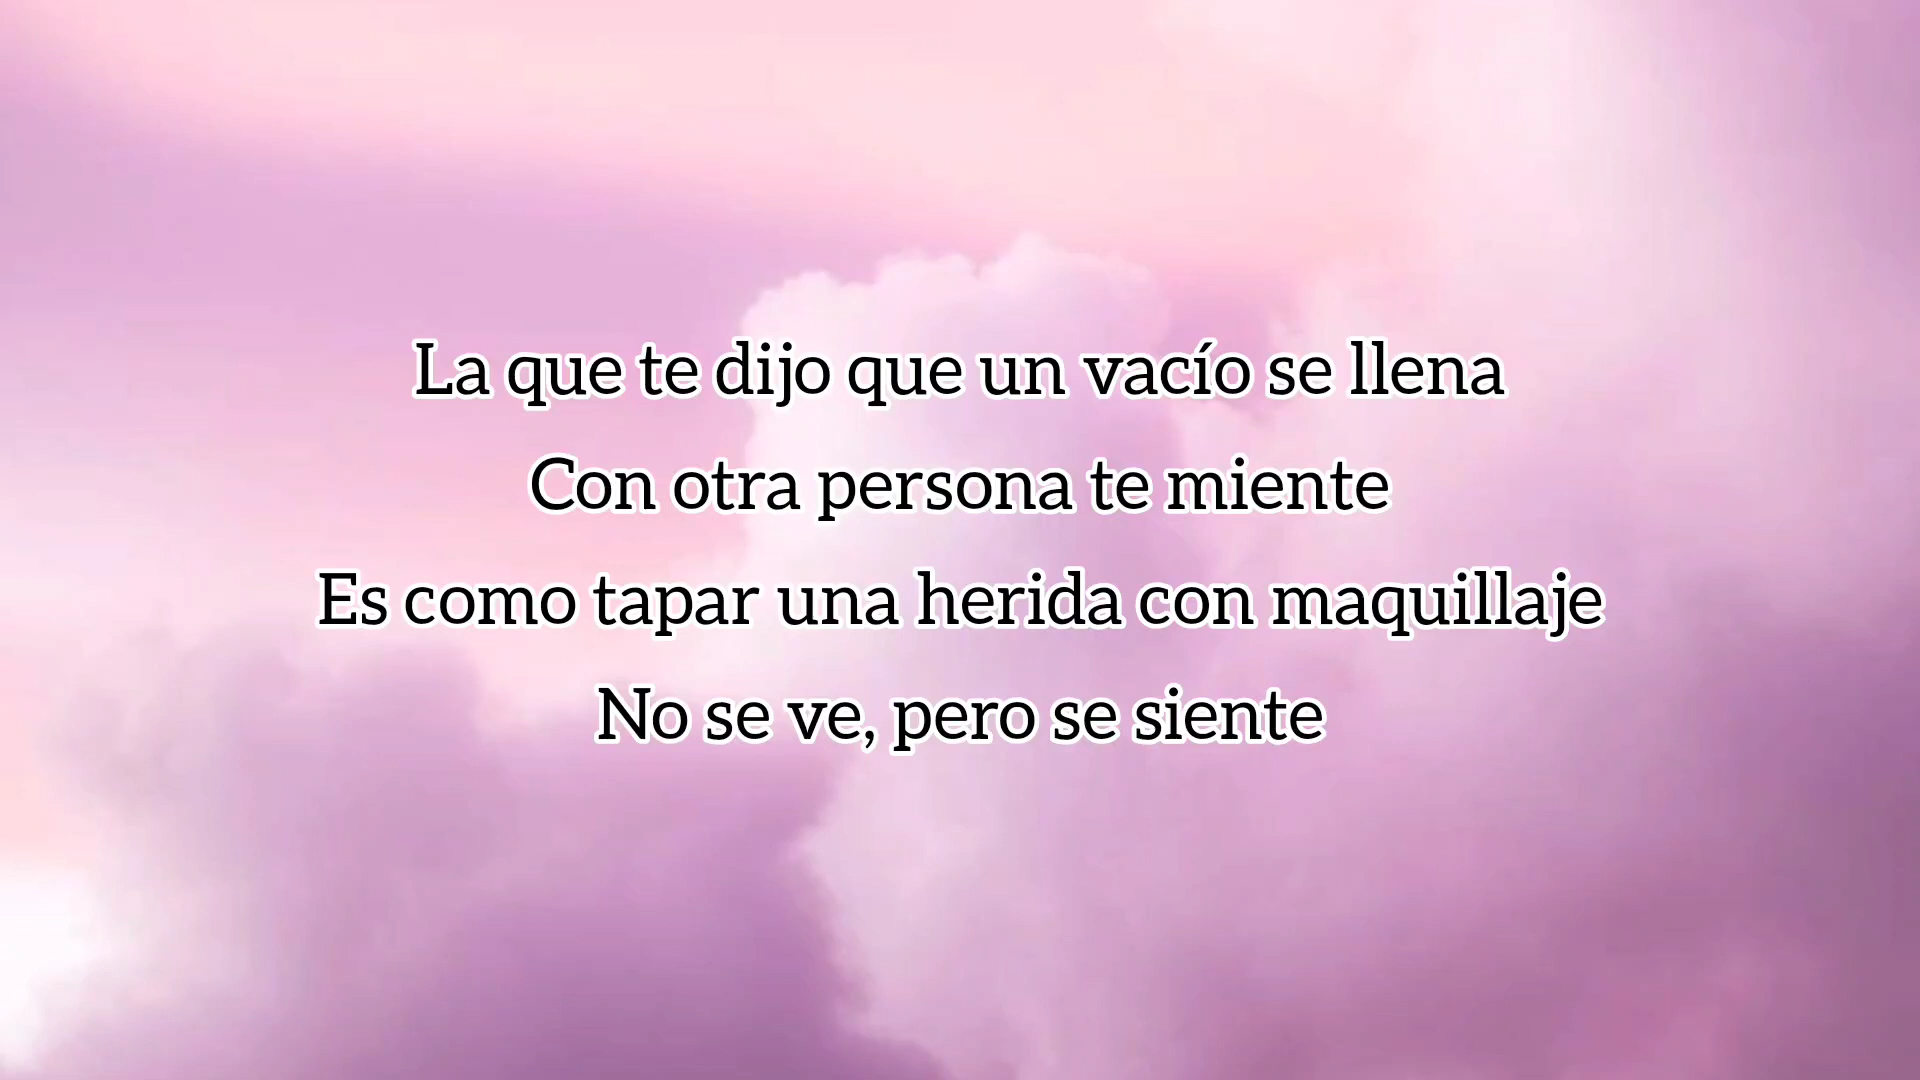 La que te dijo que un vacío se llena
Con otra persona te miente
Es como tapar una herida con maquillaje
No se ve, pero se siente